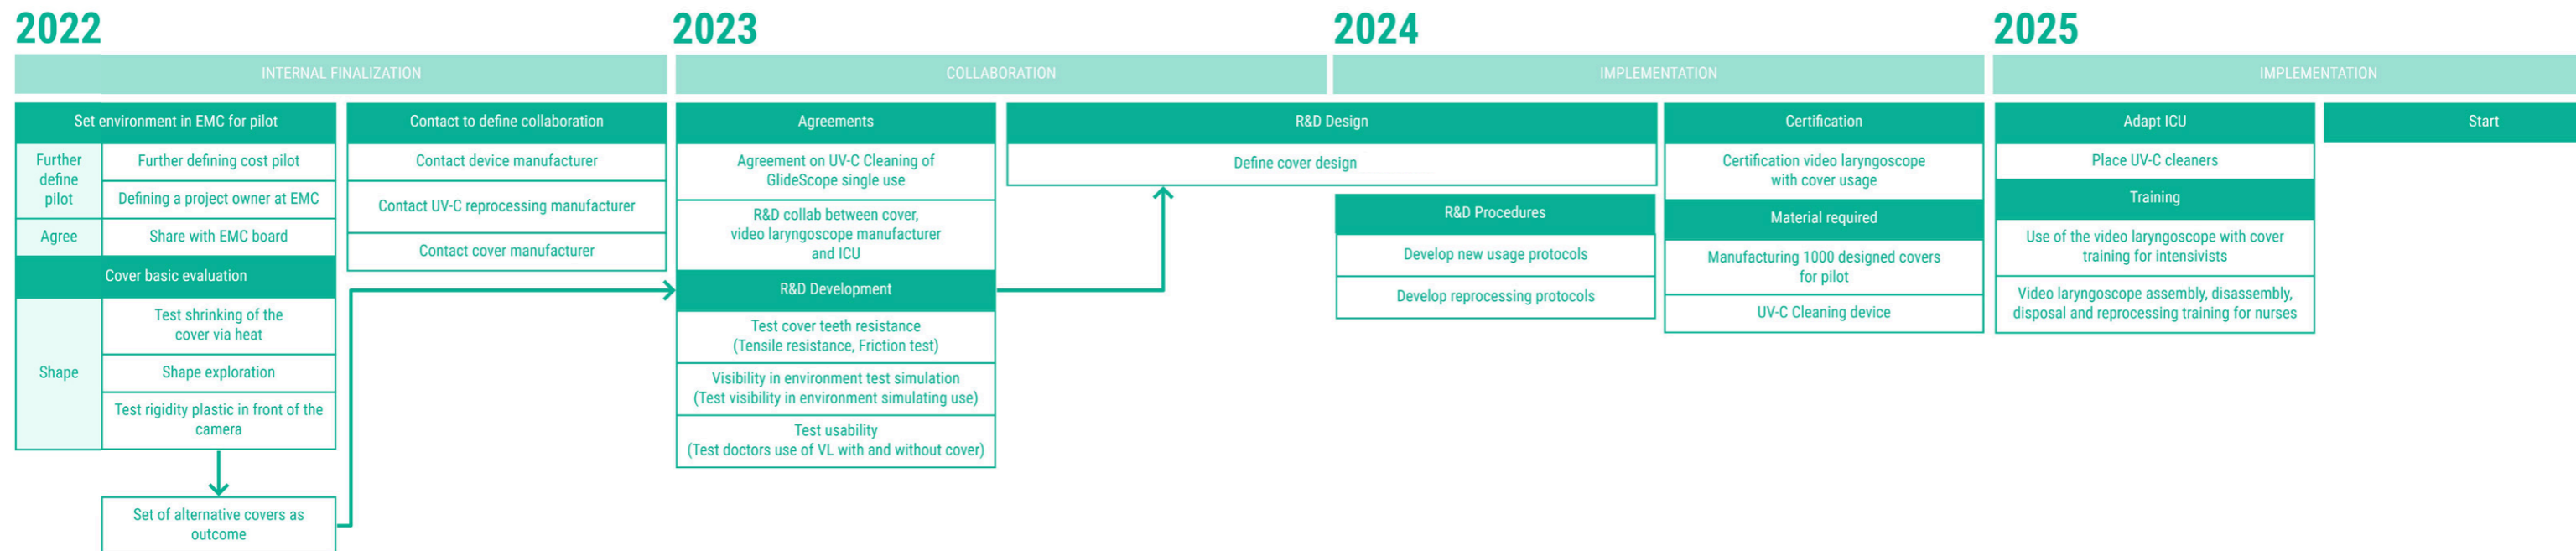 2022
2023
2024
2025
INTERNAL FINALIZATION
COLLABORATION
IMPLEMENTATION
IMPLEMENTATION
Set environment in EMC for pilot
Further
define
pilot
Further defining cost pilot
Defining a project owner at EMC
Agree
Share with EMC board
Cover basic evaluation
Shape
Test shrinking of the
cover via heat
Shape exploration
Test rigidity plastic in front of the
camera
Set of alternative covers as
outcome
Contact to define collaboration
Contact device manufacturer
Contact UV-C reprocessing manufacturer
Contact cover manufacturer
Agreements
Agreement on UV-C Cleaning of
GlideScope single use
R&D collab between cover,
video laryngoscope manufacturer
and ICU
R&D Development
Test cover teeth resistance
(Tensile resistance, Friction test)
Visibility in environment test simulation
(Test visibility in environment simulating use)
Test usability
(Test doctors use of VL with and without cover)
R&D Design
Define cover design
R&D Procedures
Develop new usage protocols
Develop reprocessing protocols
Certification
Certification video laryngoscope
with cover usage
Material required
Manufacturing 1000 designed covers
for pilot
UV-C Cleaning device
Adapt ICU
Place UV-C cleaners
Training
Use of the video laryngoscope with cover
training for intensivists
Video laryngoscope assembly, disassembly,
disposal and reprocessing training for nurses
Start